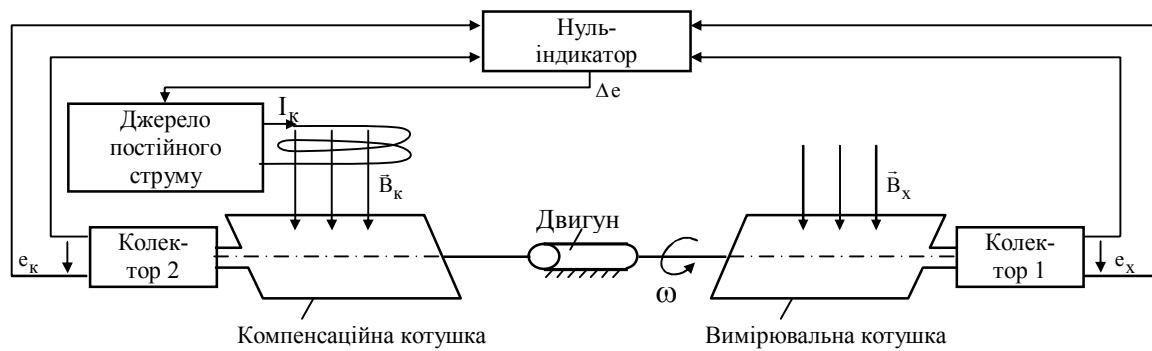 Нуль-
індикатор
Δe
Джерело
постійного
струму
Iк
B⃗к
B⃗х
Двигун
Колек-
тор 2
Колек-
тор 1
eк
eх
ω
Компенсаційна котушка
Вимірювальна котушка